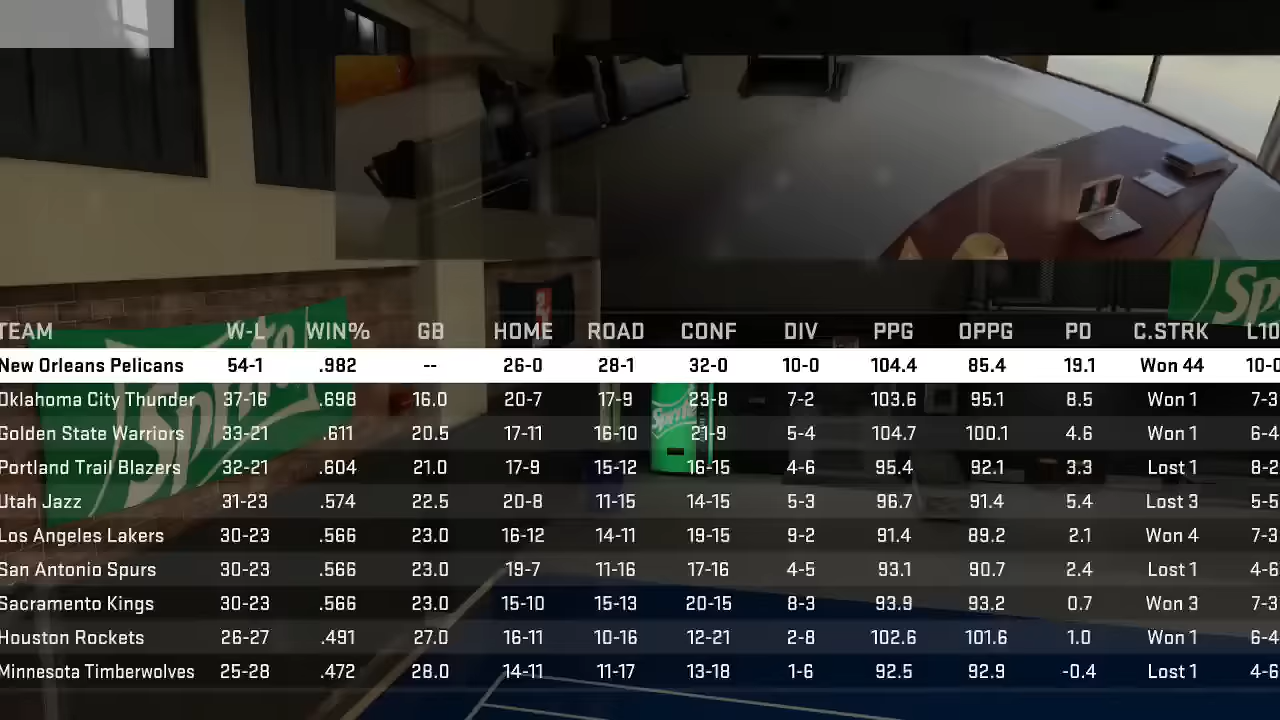 TEAM W-L WIN% GB HOME ROAD CONF DIV PPG OPPG PD C.STRK L10
New Orleans Pelicans 54-1 .982 -- 26-0 28-1 32-0 10-0 104.4 85.4 19.1 Won 44 10-0
Oklahoma City Thunder 37-16 .698 16.0 20-7 17-9 23-8 7-2 103.6 95.1 8.5 Won 1 7-3
Golden State Warriors 33-21 .611 20.5 17-11 16-10 21-9 5-4 104.7 100.1 4.6 Won 1 6-4
Portland Trail Blazers 32-21 .604 21.0 17-9 15-12 16-15 4-6 95.4 92.1 3.3 Lost 1 8-2
Utah Jazz 31-23 .574 22.5 20-8 11-15 14-15 5-3 96.7 91.4 5.4 Lost 3 5-5
Los Angeles Lakers 30-23 .566 23.0 16-12 14-11 19-15 9-2 91.4 89.2 2.1 Won 4 7-3
San Antonio Spurs 30-23 .566 23.0 19-7 11-16 17-16 4-5 93.1 90.7 2.4 Lost 1 4-6
Sacramento Kings 30-23 .566 23.0 15-10 15-13 20-15 8-3 93.9 93.2 0.7 Won 3 7-3
Houston Rockets 26-27 .491 27.0 16-11 10-16 12-21 2-8 102.6 101.6 1.0 Won 1 6-4
Minnesota Timberwolves 25-28 .472 28.0 14-11 11-17 13-18 1-6 92.5 92.9 -0.4 Lost 1 4-6
Sprite
Sprite
Sp